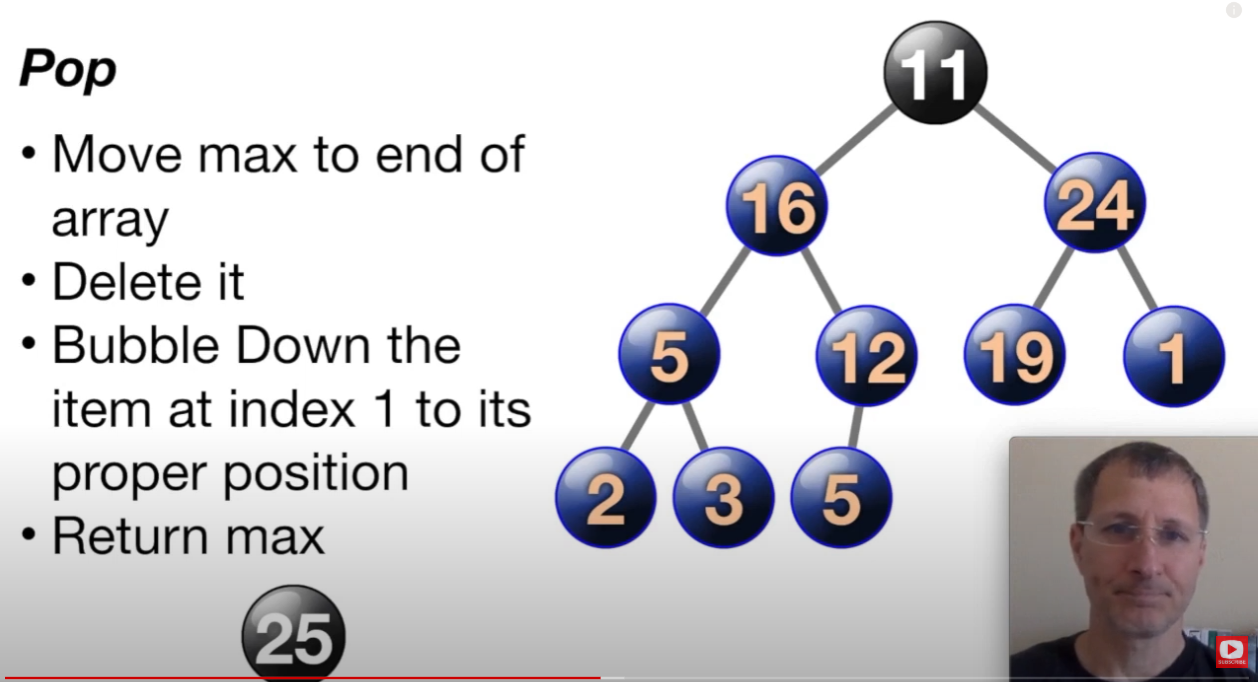 Pop
• Move max to end of
array
• Delete it
• Bubble Down the
item at index 1 to its
proper position
• Return max
25
11
16 24
5 12 19 1
2 3 5
SUBSCRIBE